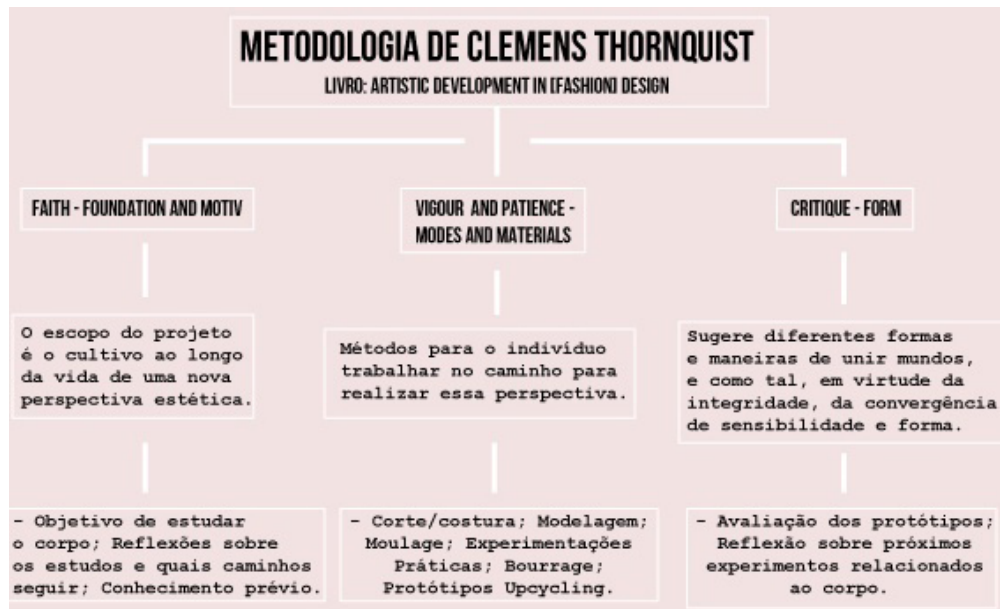 METODOLOGIA DE CLEMENS THORNQUIST
LIVRO: ARTISTIC DEVELOPMENT IN [FASHION] DESIGN
FAITH - FOUNDATION AND MOTIV
O escopo do projeto
é o cultivo ao longo
da vida de uma nova
perspectiva estética.
- Objetivo de estudar
o corpo; Reflexões sobre
os estudos e quais caminhos
seguir; Conhecimento prévio.
VIGOUR AND PATIENCE -
MODES AND MATERIALS
Métodos para o indivíduo
trabalhar no caminho para
realizar essa perspectiva.
- Corte/costura; Modelagem;
Moulage; Experimentações
Práticas; Bourrage;
Protótipos Upcycling.
CRITIQUE - FORM
Sugere diferentes formas
e maneiras de unir mundos,
e como tal, em virtude da
integridade, da convergência
de sensibilidade e forma.
- Avaliação dos protótipos;
Reflexão sobre próximos
experimentos relacionados
ao corpo.